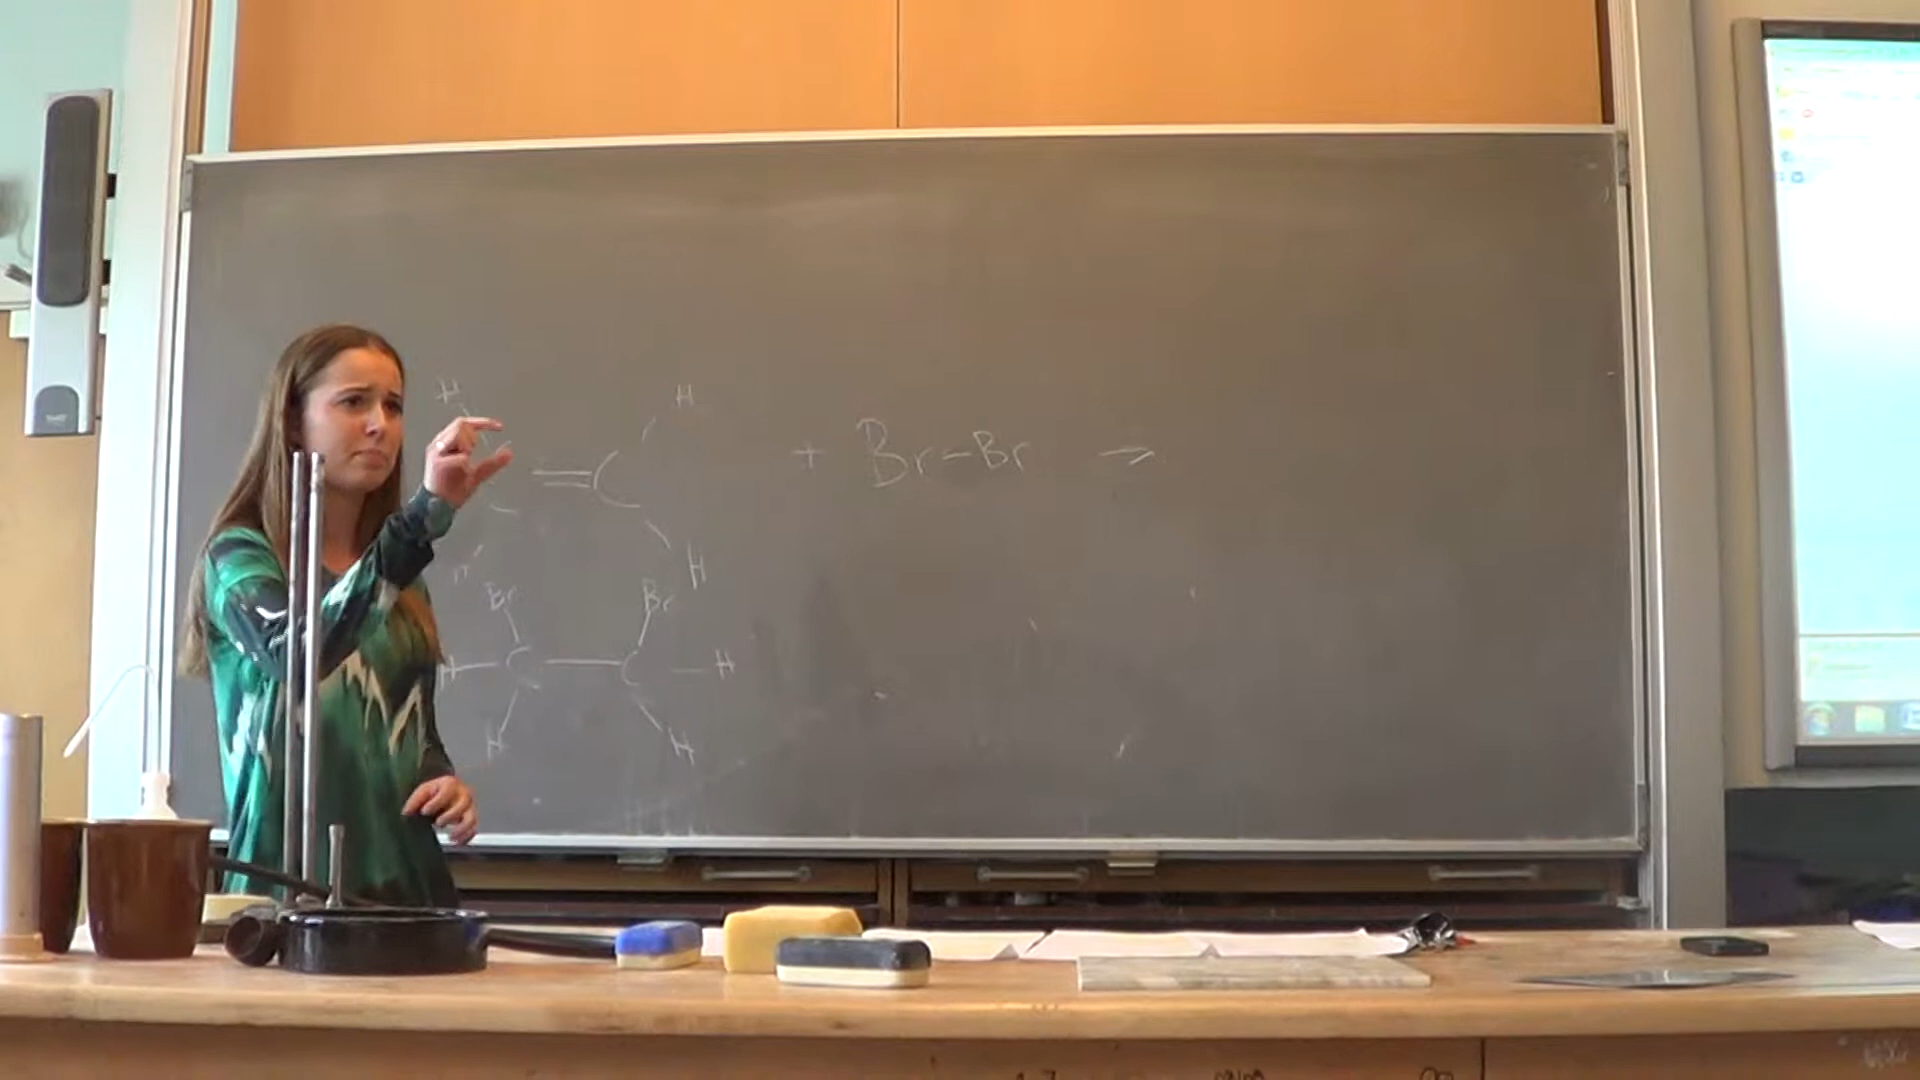 H H
=C + Br-Br →
H
Br Br
H-C-C-H
H H